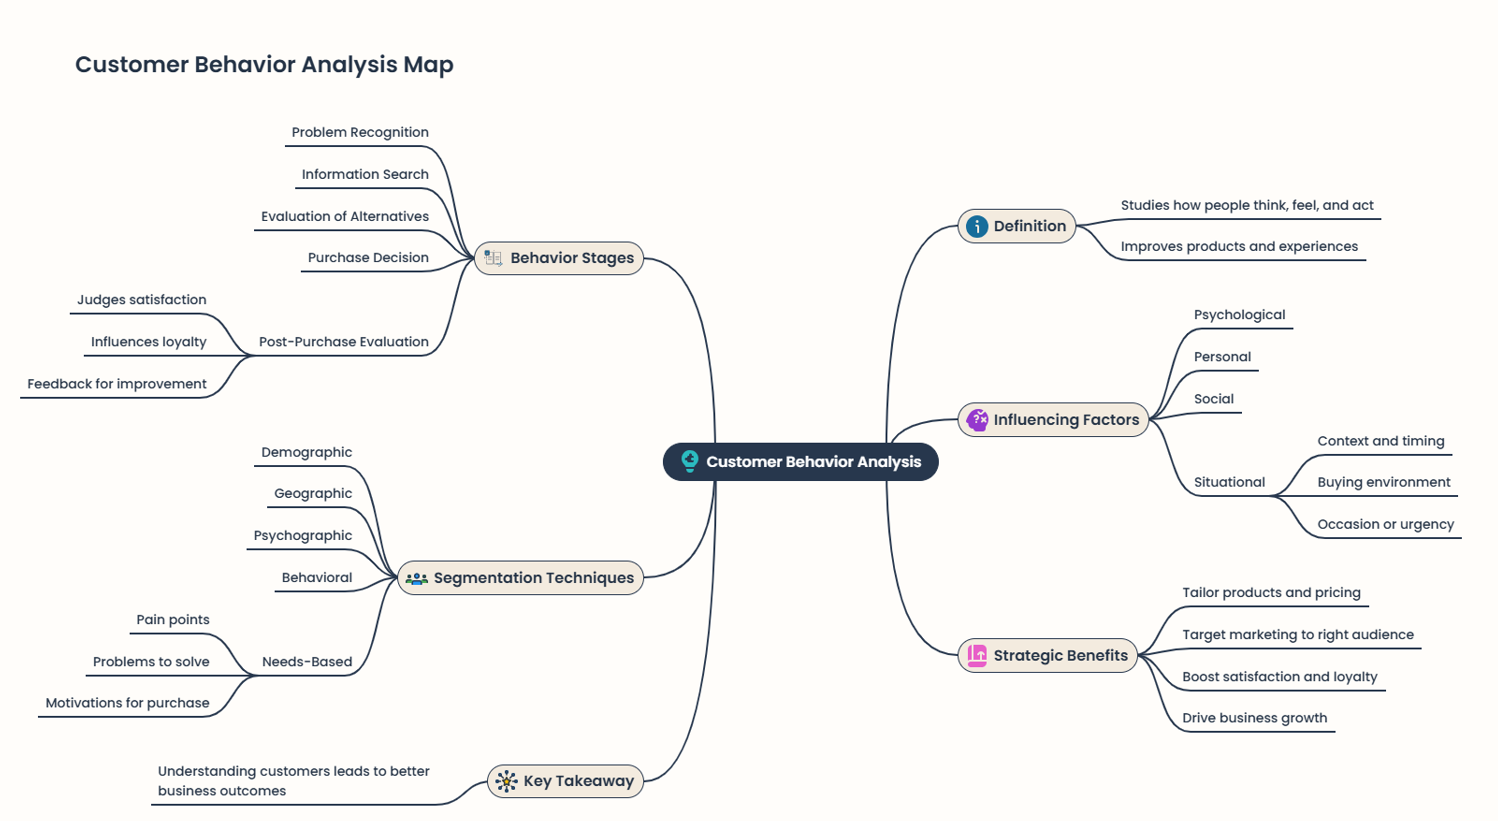 Customer Behavior Analysis Map
Problem Recognition
Information Search
Evaluation of Alternatives
Purchase Decision
Behavior Stages
Judges satisfaction
Influences loyalty
Post-Purchase Evaluation
Feedback for improvement
Demographic
Geographic
Psychographic
Behavioral
Segmentation Techniques
Pain points
Problems to solve
Needs-Based
Motivations for purchase
Understanding customers leads to better
business outcomes
Key Takeaway
Customer Behavior Analysis
Definition
Studies how people think, feel, and act
Improves products and experiences
Influencing Factors
Psychological
Personal
Social
Situational
Context and timing
Buying environment
Occasion or urgency
Strategic Benefits
Tailor products and pricing
Target marketing to right audience
Boost satisfaction and loyalty
Drive business growth